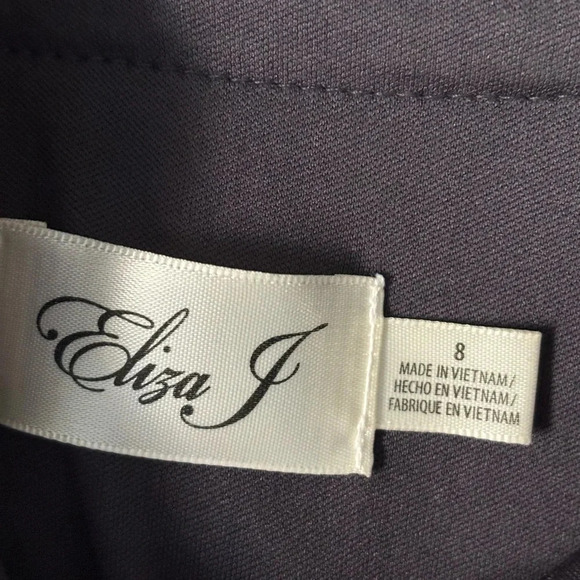 Eliza J
8
MADE IN VIETNAM/
HECHO EN VIETNAM/
FABRIQUE EN VIETNAM